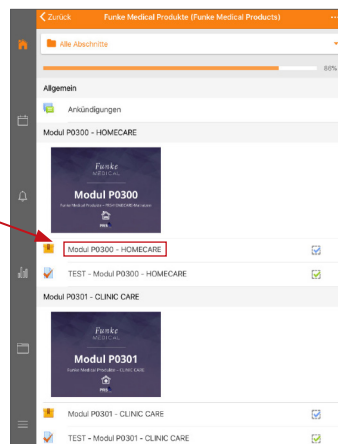 Zurück Funke Medical Produkte (Funke Medical Products)
Alle Abschnitte
86%
Allgemein
Ankündigungen
Modul P0300 - HOMECARE
Funke
MEDICAL
Modul P0300
Modul P0300 - HOMECARE
TEST - Modul P0300 - HOMECARE
Modul P0301 - CLINIC CARE
Funke
MEDICAL
Modul P0301
Funke Medical Produkte - CLINIC CARE
Modul P0301 - CLINIC CARE
TEST - Modul P0301 - CLINIC CARE